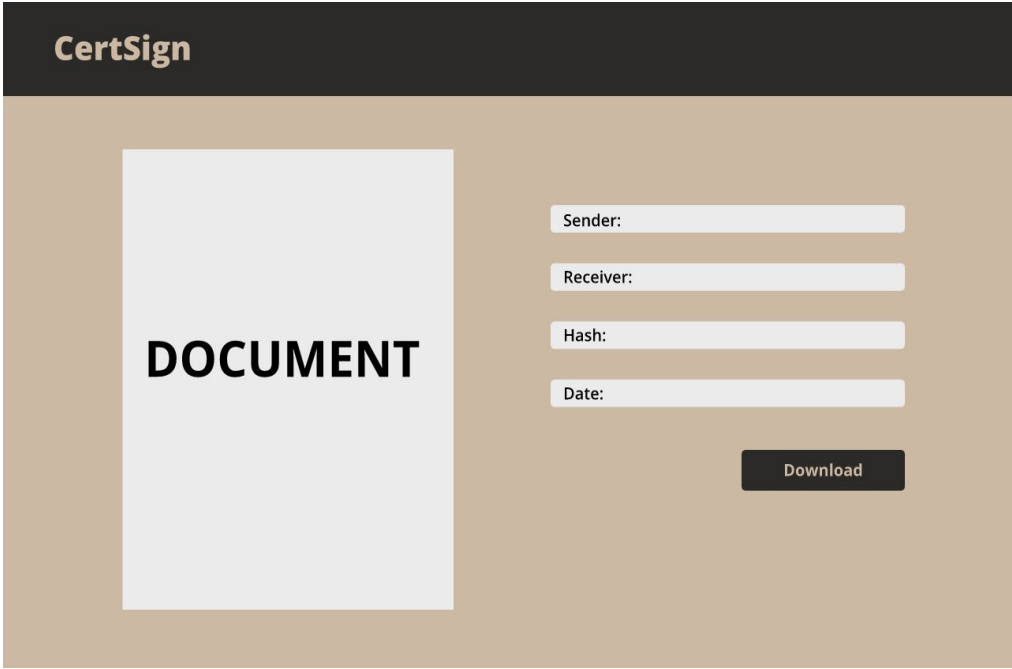 CertSign
DOCUMENT
Sender:
Receiver:
Hash:
Date:
Download